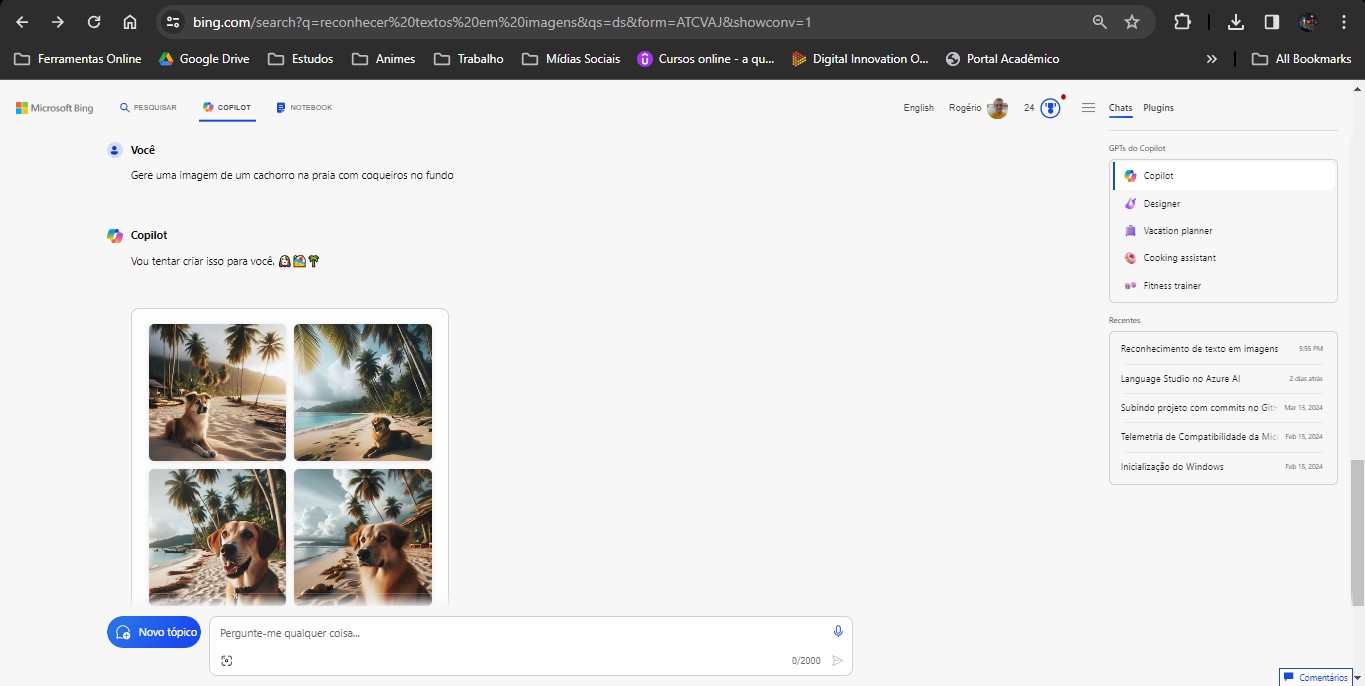 bing.com/search?q=reconhecer%20textos%20em%20imagens&qs=ds&form=ATCVAJ&showconv=1
Ferramentas Online Google Drive Estudos Animes Trabalho Mídias Sociais Cursos online - a qu... Digital Innovation O... Portal Acadêmico » All Bookmarks
Microsoft Bing PESQUISAR COPILOT NOTEBOOK English Rogério 24 Chats Plugins
Você
Gere uma imagem de um cachorro na praia com coqueiros no fundo
Copilot
Vou tentar criar isso para você.
GPTs do Copilot
Copilot
Designer
Vacation planner
Cooking assistant
Fitness trainer
Recentes
Reconhecimento de texto em imagens 5:55 PM
Language Studio no Azure AI 2 dias atrás
Subindo projeto com commits no Git Mar 13, 2024
Telemetria de Compatibilidade da Mic Feb 15, 2024
Inicialização do Windows Feb 15, 2024
Novo tópico
Pergunte-me qualquer coisa...
0/2000
Comentários